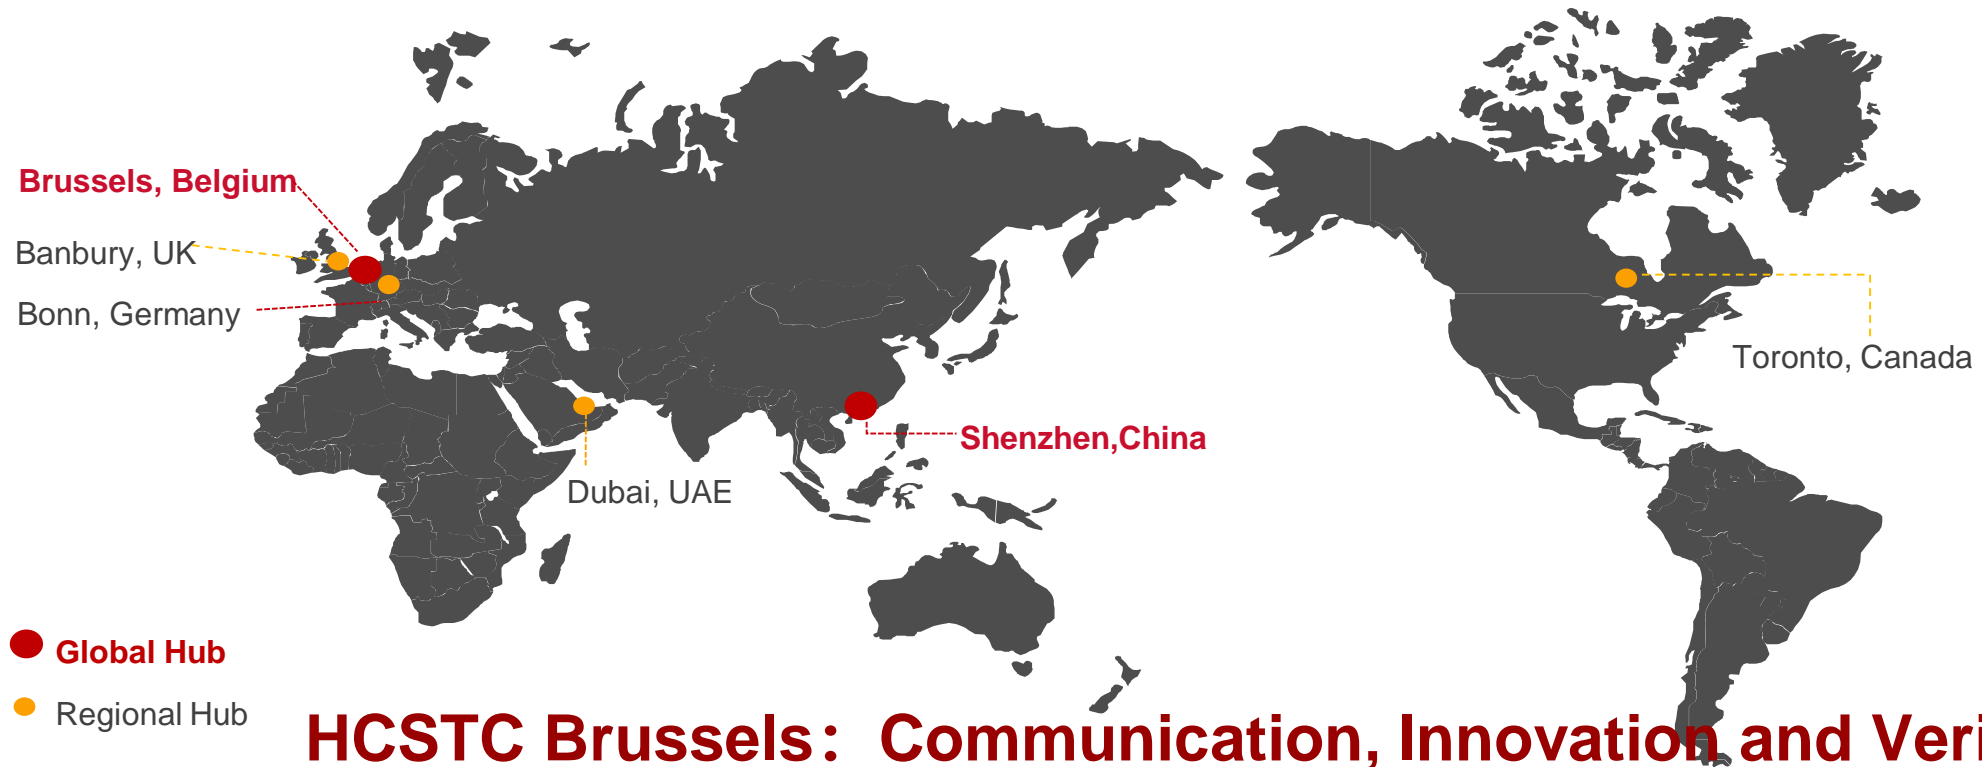 Brussels, Belgium
Banbury, UK
Bonn, Germany
Toronto, Canada
Shenzhen,China
Dubai, UAE
Global Hub
Regional Hub
HCSTC Brussels： Communication, Innovation and Veri